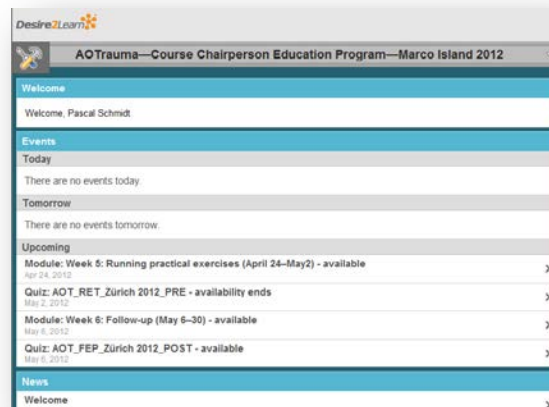 Desire2Learn
AOTrauma—Course Chairperson Education Program—Marco Island 2012
Welcome
Welcome, Pascal Schmidt
Events
Today
There are no events today.
Tomorrow
There are no events tomorrow.
Upcoming
Module: Week 5: Running practical exercises (April 24–May2) - available
Apr 24, 2012
Quiz: AOT_RET_Zürich 2012_PRE - availability ends
May 2, 2012
Module: Week 6: Follow-up (May 6–30) - available
May 6, 2012
Quiz: AOT_FEP_Zürich 2012_POST - available
May 6, 2012
News
Welcome